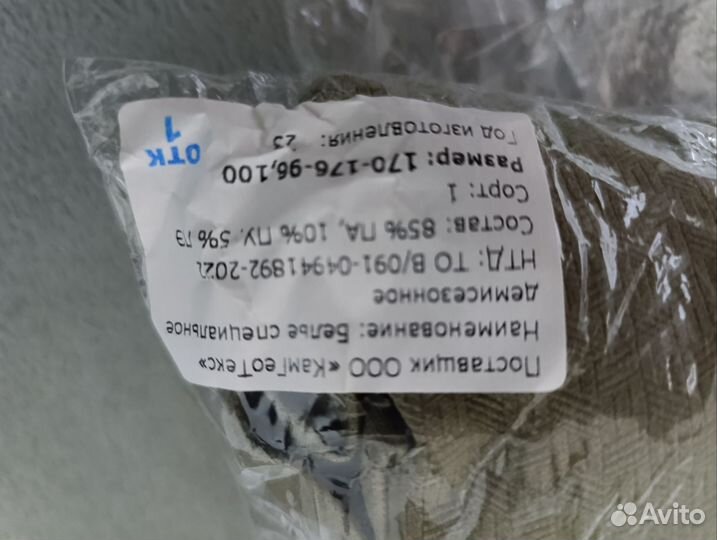 Поставщик ООО «КамГеоТекс»
Наименование: Белье специальное
демисезонное
НТД: ТО В/091-04941892-2022
Состав: 85% ПА, 10% ПУ. 5% ПЭ
Сорт: 1
Размер: 170-176-96,100
Год изготовления: 23
ОТК
1
Avito